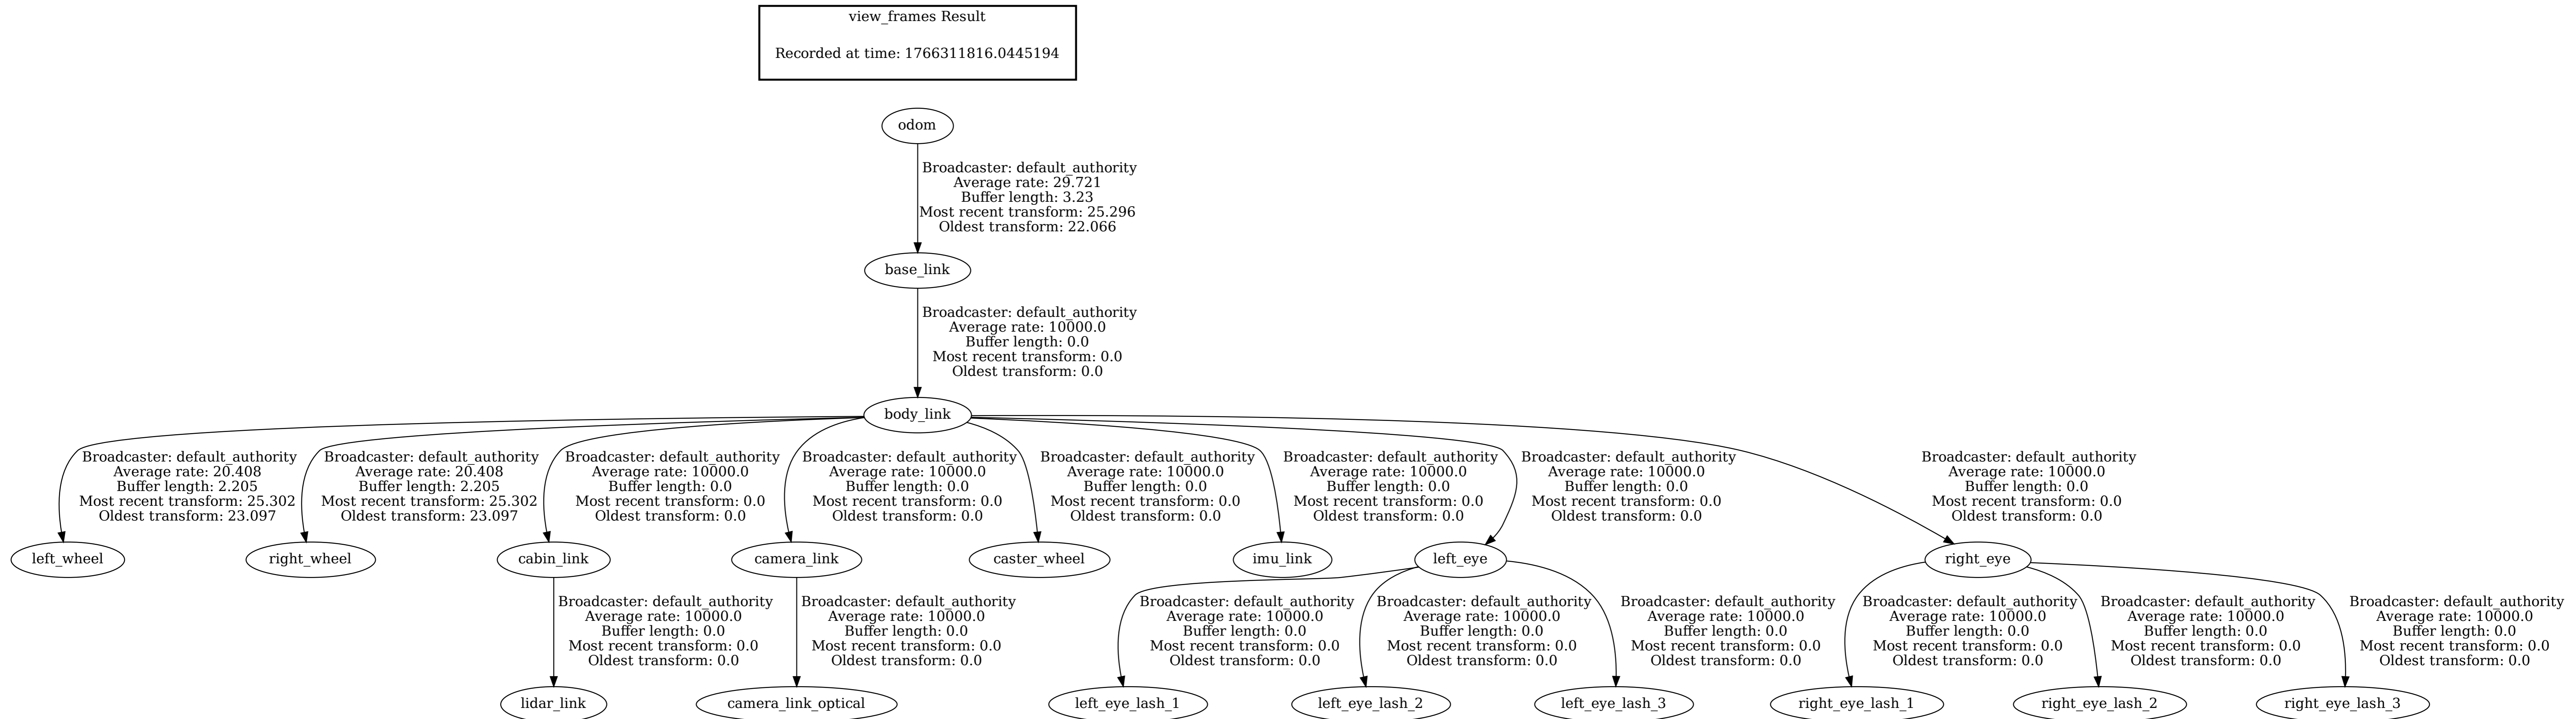 view_frames Result
Recorded at time: 1766311816.0445194
odom
Broadcaster: default_authority
Average rate: 29.721
Buffer length: 3.23
Most recent transform: 25.296
Oldest transform: 22.066
base_link
Broadcaster: default_authority
Average rate: 10000.0
Buffer length: 0.0
Most recent transform: 0.0
Oldest transform: 0.0
body_link
Broadcaster: default_authority
Average rate: 20.408
Buffer length: 2.205
Most recent transform: 25.302
Oldest transform: 23.097
Broadcaster: default_authority
Average rate: 20.408
Buffer length: 2.205
Most recent transform: 25.302
Oldest transform: 23.097
Broadcaster: default_authority
Average rate: 10000.0
Buffer length: 0.0
Most recent transform: 0.0
Oldest transform: 0.0
Broadcaster: default_authority
Average rate: 10000.0
Buffer length: 0.0
Most recent transform: 0.0
Oldest transform: 0.0
Broadcaster: default_authority
Average rate: 10000.0
Buffer length: 0.0
Most recent transform: 0.0
Oldest transform: 0.0
Broadcaster: default_authority
Average rate: 10000.0
Buffer length: 0.0
Most recent transform: 0.0
Oldest transform: 0.0
Broadcaster: default_authority
Average rate: 10000.0
Buffer length: 0.0
Most recent transform: 0.0
Oldest transform: 0.0
Broadcaster: default_authority
Average rate: 10000.0
Buffer length: 0.0
Most recent transform: 0.0
Oldest transform: 0.0
left_wheel
right_wheel
cabin_link
camera_link
caster_wheel
imu_link
left_eye
right_eye
Broadcaster: default_authority
Average rate: 10000.0
Buffer length: 0.0
Most recent transform: 0.0
Oldest transform: 0.0
Broadcaster: default_authority
Average rate: 10000.0
Buffer length: 0.0
Most recent transform: 0.0
Oldest transform: 0.0
Broadcaster: default_authority
Average rate: 10000.0
Buffer length: 0.0
Most recent transform: 0.0
Oldest transform: 0.0
Broadcaster: default_authority
Average rate: 10000.0
Buffer length: 0.0
Most recent transform: 0.0
Oldest transform: 0.0
Broadcaster: default_authority
Average rate: 10000.0
Buffer length: 0.0
Most recent transform: 0.0
Oldest transform: 0.0
Broadcaster: default_authority
Average rate: 10000.0
Buffer length: 0.0
Most recent transform: 0.0
Oldest transform: 0.0
Broadcaster: default_authority
Average rate: 10000.0
Buffer length: 0.0
Most recent transform: 0.0
Oldest transform: 0.0
Broadcaster: default_authority
Average rate: 10000.0
Buffer length: 0.0
Most recent transform: 0.0
Oldest transform: 0.0
lidar_link
camera_link_optical
left_eye_lash_1
left_eye_lash_2
left_eye_lash_3
right_eye_lash_1
right_eye_lash_2
right_eye_lash_3